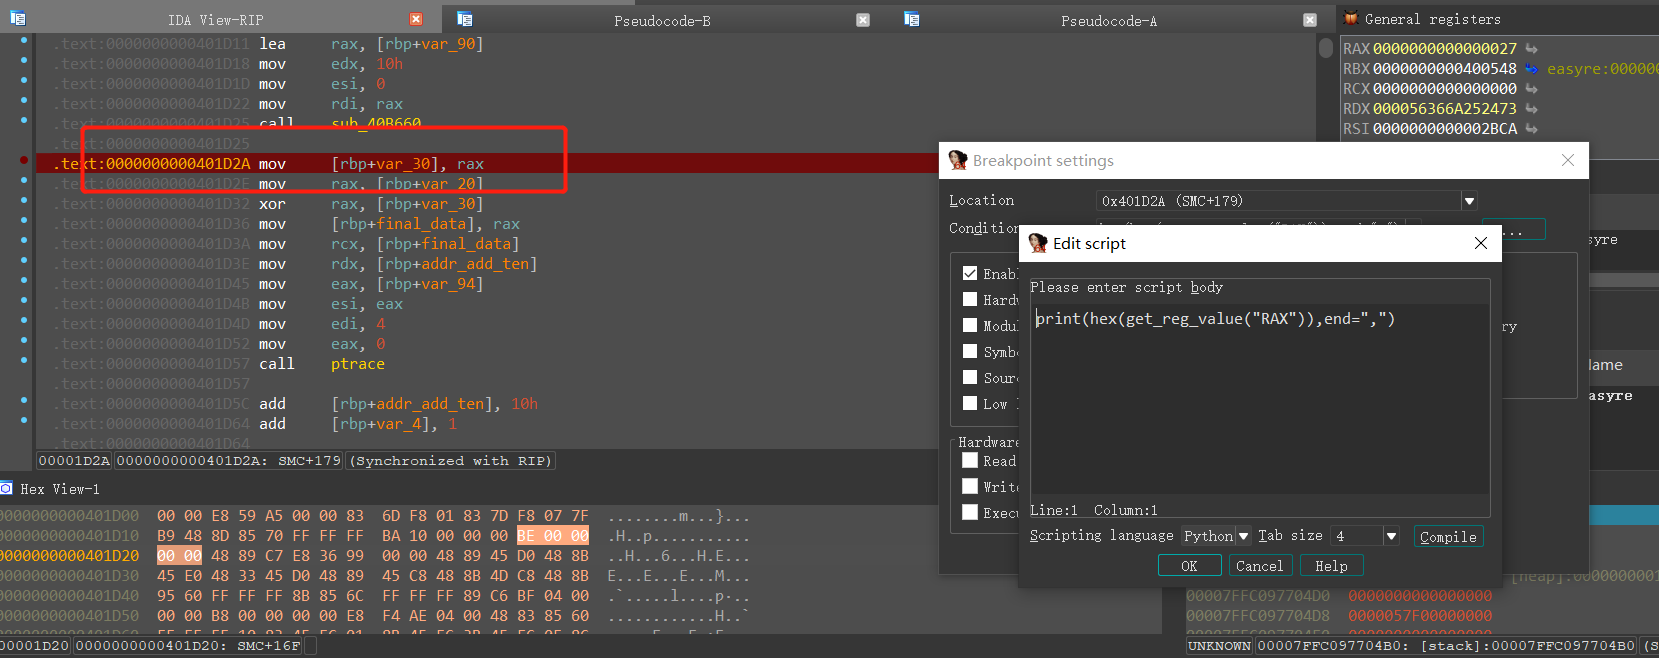 IDA View-RIP
Pseudocode-B
Pseudocode-A
General registers
.text:0000000000401D11 lea rax, [rbp+var_90]
.text:0000000000401D18 mov edx, 10h
.text:0000000000401D1D mov esi, 0
.text:0000000000401D22 mov rdi, rax
.text:0000000000401D25 call sub_40B660
.text:0000000000401D25
.text:0000000000401D2A mov [rbp+var_30], rax
.text:0000000000401D2E mov rax, [rbp+var_20]
.text:0000000000401D32 xor rax, [rbp+var_30]
.text:0000000000401D36 mov [rbp+final_data], rax
.text:0000000000401D3A mov rcx, [rbp+final_data]
.text:0000000000401D3E mov rdx, [rbp+addr_add_ten]
.text:0000000000401D45 mov eax, [rbp+var_94]
.text:0000000000401D4B mov esi, eax
.text:0000000000401D4D mov edi, 4
.text:0000000000401D52 mov eax, 0
.text:0000000000401D57 call ptrace
.text:0000000000401D57
.text:0000000000401D5C add [rbp+addr_add_ten], 10h
.text:0000000000401D64 add [rbp+var_4], 1
.text:0000000000401D64
00001D2A 0000000000401D2A: SMC+179 (Synchronized with RIP)
RAX 0000000000000027
RBX 0000000000400548 easyre:00000
RCX 0000000000000000
RDX 000056366A252473
RSI 0000000000002BCA
Breakpoint settings
Location 0x401D2A (SMC+179)
Condition
...
Enabl
Hardw
Modul
Symbo
Sourc
Low l
Hardware
Read
Write
Execu
Edit script
Please enter script body
print(hex(get_reg_value("RAX")),end=",")
Line:1 Column:1
Scripting language Python Tab size 4 Compile
OK Cancel Help
syre
ry
ame
asyre
Hex View-1
0000000000401D00 00 00 E8 59 A5 00 00 83 6D F8 01 83 7D F8 07 7F ........m...}...
0000000000401D10 B9 48 8D 85 70 FF FF FF BA 10 00 00 00 BE 00 00 .H..p...........
0000000000401D20 00 00 48 89 C7 E8 36 99 00 00 48 89 45 D0 48 8B ..H...6...H.E.H.
0000000000401D30 45 E0 48 33 45 D0 48 89 45 C8 48 8B 4D C8 48 8B E.H3E.H.E.H.M.H.
0000000000401D40 95 60 FF FF FF 8B 85 6C FF FF FF 89 C6 BF 04 00 .`.....l........
0000000000401D50 00 00 B8 00 00 00 00 E8 F4 AE 04 00 48 83 85 60 ............H..`
00001D20 0000000000401D20: SMC+16F
[heap]:0000000001
00007FFC097704D0 0000000000000000
00007FFC097704D8 0000057F00000000
UNKNOWN 00007FFC097704B0: [stack]:00007FFC097704B0 (S